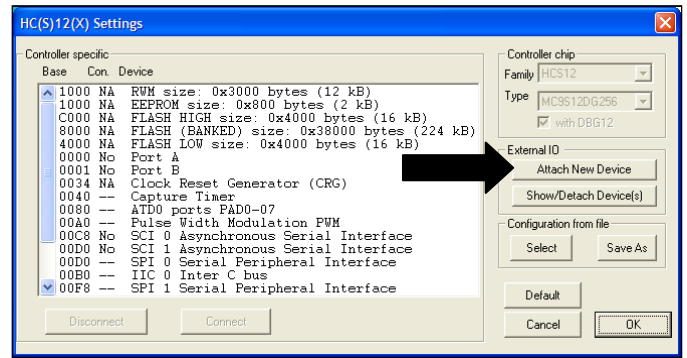 HC(S)12(X) Settings
Controller specific
Base Con. Device
1000 NA RWM size: 0x3000 bytes (12 kB)
1000 NA EEPROM size: 0x800 bytes (2 kB)
C000 NA FLASH HIGH size: 0x4000 bytes (16 kB)
8000 NA FLASH (BANKED) size: 0x38000 bytes (224 kB)
4000 NA FLASH LOW size: 0x4000 bytes (16 kB)
0000 No Port A
0001 No Port B
0034 NA Clock Reset Generator (CRG)
0040 -- Capture Timer
0080 -- ATD0 ports PAD0-07
00A0 -- Pulse Width Modulation PWM
00C8 No SCI 0 Asynchronous Serial Interface
00D0 No SCI 1 Asynchronous Serial Interface
00D0 -- SPI 0 Serial Peripheral Interface
00B0 -- IIC 0 Inter C bus
00F8 -- SPI 1 Serial Peripheral Interface
Disconnect Connect
Controller chip
Family HCS12
Type MC9S12DG256
with DBG12
External IO
Attach New Device
Show/Detach Device(s)
Configuration from file
Select Save As
Default
Cancel OK